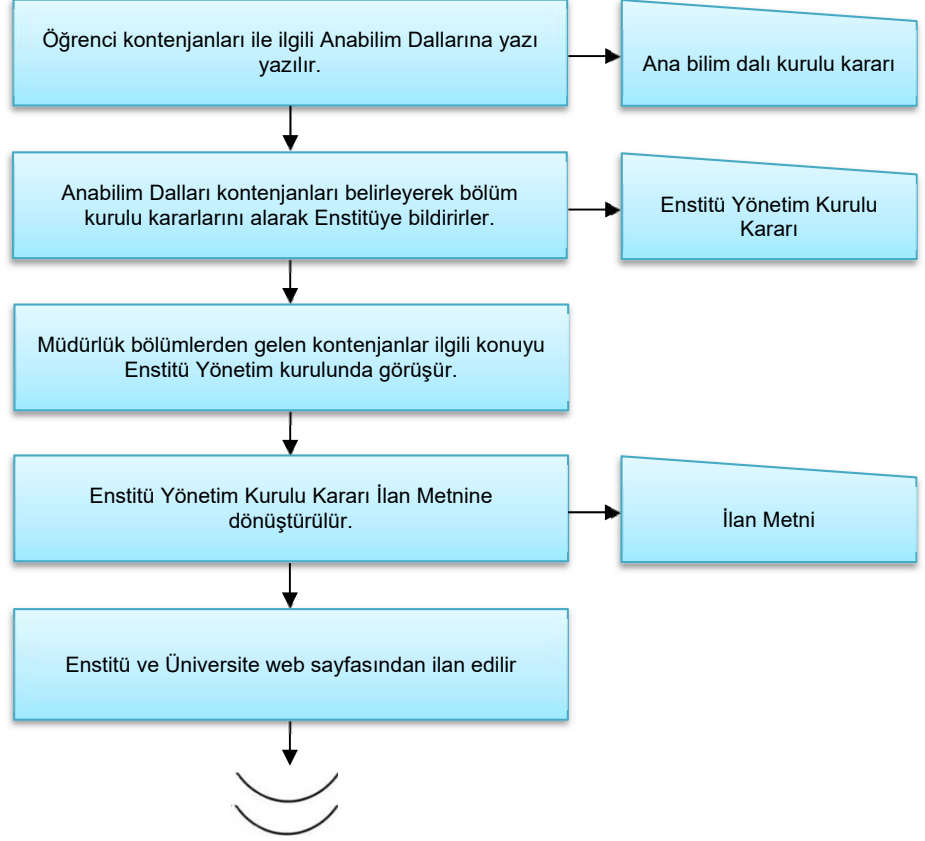 Öğrenci kontenjanları ile ilgili Anabilim Dallarına yazı
yazılır.
Ana bilim dalı kurulu kararı
Anabilim Dalları kontenjanları belirleyerek bölüm
kurulu kararlarını alarak Enstitüye bildirirler.
Enstitü Yönetim Kurulu
Kararı
Müdürlük bölümlerden gelen kontenjanlar ilgili konuyu
Enstitü Yönetim kurulunda görüşür.
Enstitü Yönetim Kurulu Kararı İlan Metnine
dönüştürülür.
İlan Metni
Enstitü ve Üniversite web sayfasından ilan edilir